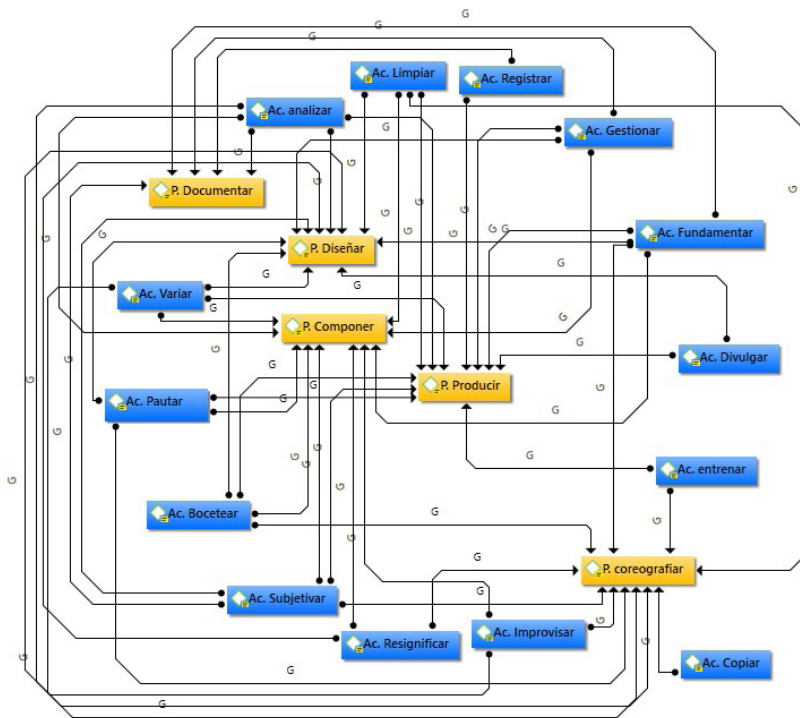 G
G
G
Ac. Limpiar
Ac. Registrar
Ac. analizar
G
Ac. Gestionar
G
G
G
G
P. Documentar
G
G
G
G
G
Ac. Fundamentar
G
G
G
G
G
G
G
P. Diseñar
G
G
G
Ac. Variar
G
P. Componer
G
G
Ac. Divulgar
G
G
G
P. Producir
G
G
Ac. Pautar
G
G
G
G
G
G
G
Ac. entrenar
G
G
Ac. Bocetear
G
G
G
G
P. coreografiar
G
Ac. Subjetivar
G
Ac. Improvisar
Ac. Resignificar
G
G
Ac. Copiar
G
G